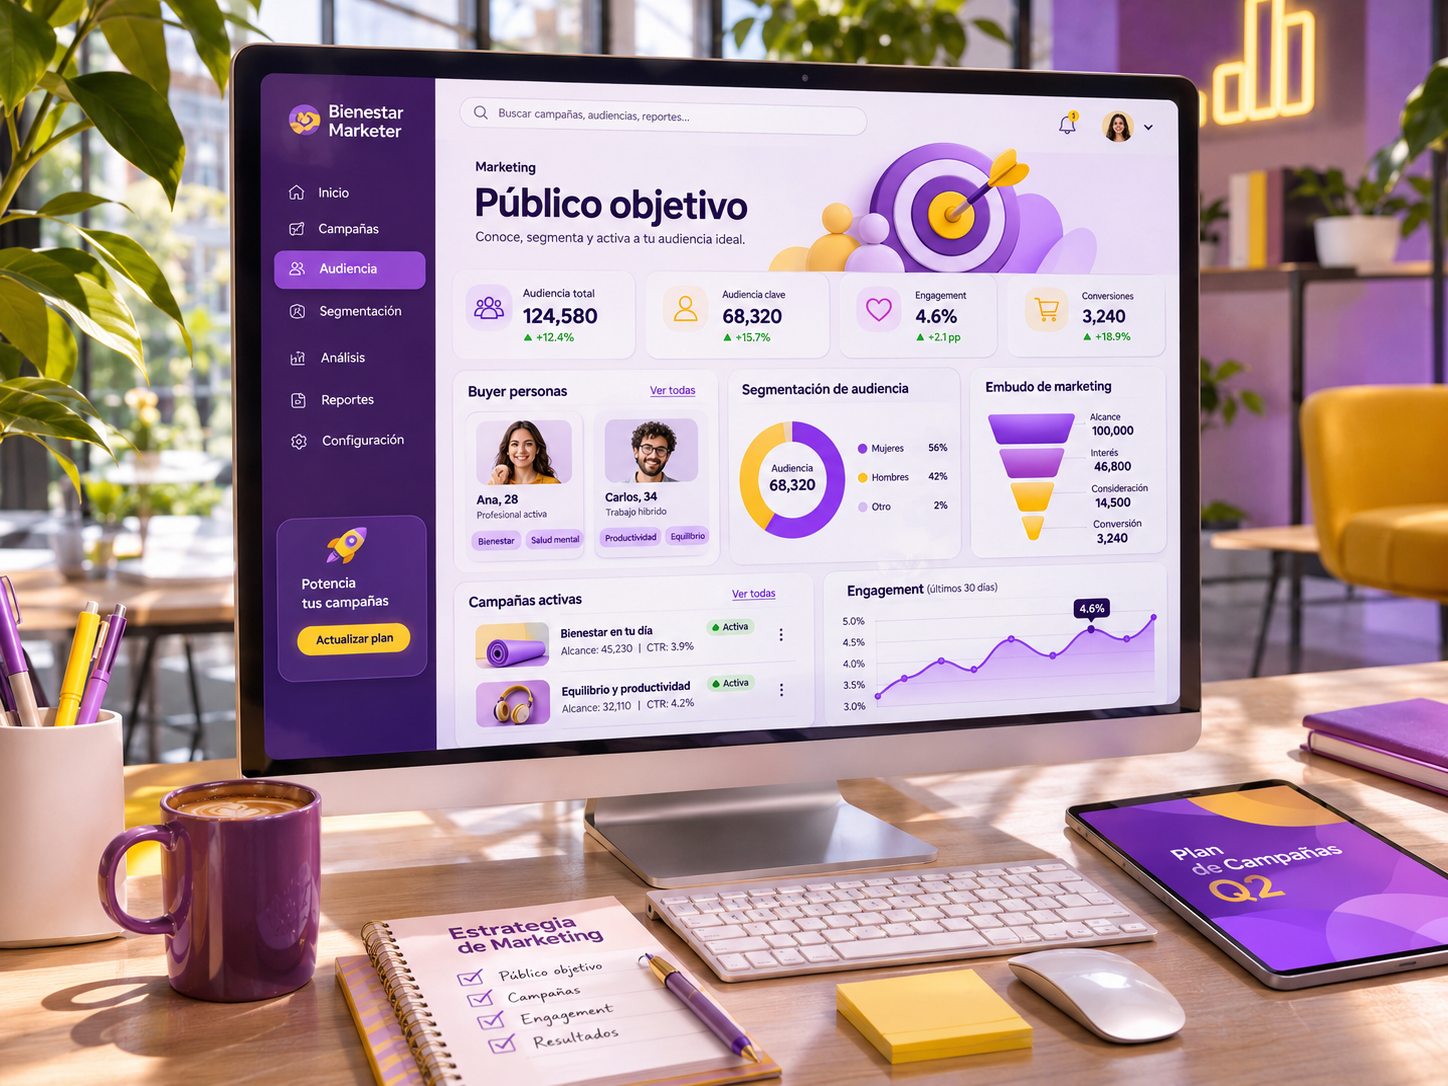 Bienestar
Marketer
Inicio
Campañas
Audiencia
Segmentación
Análisis
Reportes
Configuración
Potencia
tus campañas
Actualizar plan
Buscar campañas, audiencias, reportes...
1
Marketing
Público objetivo
Conoce, segmenta y activa a tu audiencia ideal.
Audiencia total
124,580
+12.4%
Audiencia clave
68,320
+15.7%
Engagement
4.6%
+2.1 pp
Conversiones
3,240
+18.9%
Buyer personas
Ver todas
Ana, 28
Profesional activa
Bienestar
Salud mental
Carlos, 34
Trabajo híbrido
Productividad
Equilibrio
Segmentación de audiencia
Audiencia
68,320
Mujeres 56%
Hombres 42%
Otro 2%
Embudo de marketing
Alcance
100,000
Interés
46,800
Consideración
14,500
Conversión
3,240
Campañas activas
Ver todas
Bienestar en tu día
Alcance: 45,230 | CTR: 3.9%
Activa
Equilibrio y productividad
Alcance: 32,110 | CTR: 4.2%
Activa
Engagement (últimos 30 días)
4.6%
5.0%
4.5%
4.0%
3.5%
3.0%
Plan
de Campañas
Q2
Estrategia
de Marketing
Público objetivo
Campañas
Engagement
Resultados